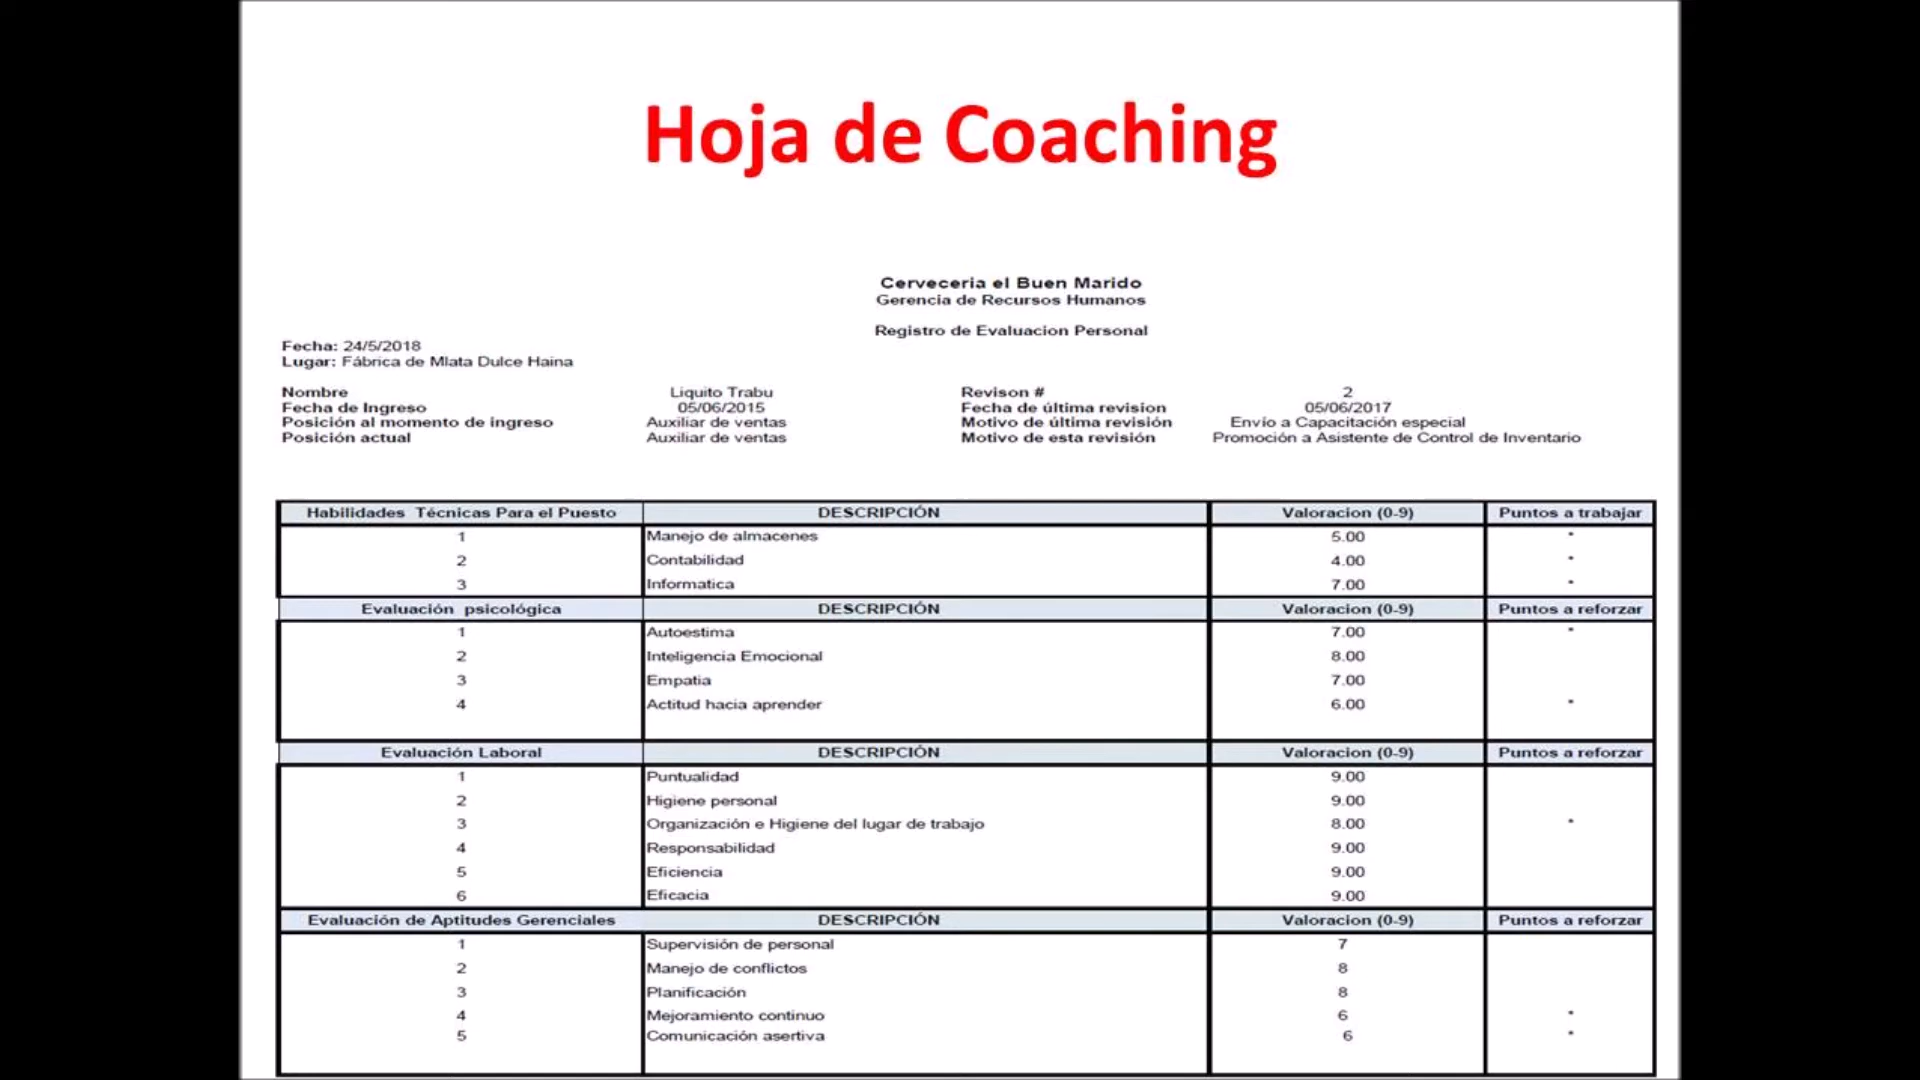 Hoja de Coaching
Cerveceria el Buen Marido
Gerencia de Recursos Humanos
Registro de Evaluacion Personal
Fecha: 24/5/2018
Lugar: Fábrica de Mlata Dulce Haina
Nombre Liquito Trabu Revison # 2
Fecha de Ingreso 05/06/2015 Fecha de última revision 05/06/2017
Posición al momento de ingreso Auxiliar de ventas Motivo de última revisión Envío a Capacitación especial
Posición actual Auxiliar de ventas Motivo de esta revisión Promoción a Asistente de Control de Inventario
Habilidades Técnicas Para el Puesto DESCRIPCIÓN Valoracion (0-9) Puntos a trabajar
1 Manejo de almacenes 5.00 *
2 Contabilidad 4.00 *
3 Informatica 7.00 *
Evaluación psicológica DESCRIPCIÓN Valoracion (0-9) Puntos a reforzar
1 Autoestima 7.00 *
2 Inteligencia Emocional 8.00
3 Empatia 7.00
4 Actitud hacia aprender 6.00 *
Evaluación Laboral DESCRIPCIÓN Valoracion (0-9) Puntos a reforzar
1 Puntualidad 9.00
2 Higiene personal 9.00
3 Organización e Higiene del lugar de trabajo 8.00 *
4 Responsabilidad 9.00
5 Eficiencia 9.00
6 Eficacia 9.00
Evaluación de Aptitudes Gerenciales DESCRIPCIÓN Valoracion (0-9) Puntos a reforzar
1 Supervisión de personal 7
2 Manejo de conflictos 8
3 Planificación 8
4 Mejoramiento continuo 6 *
5 Comunicación asertiva 6 *